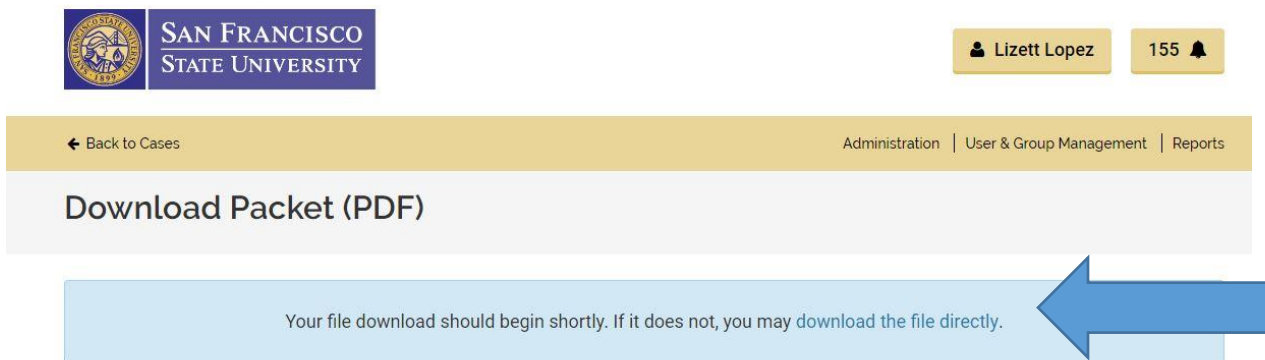 SAN FRANCISCO
STATE UNIVERSITY
Lizett Lopez
155
Back to Cases
Administration | User & Group Management | Reports
Download Packet (PDF)
Your file download should begin shortly. If it does not, you may download the file directly.